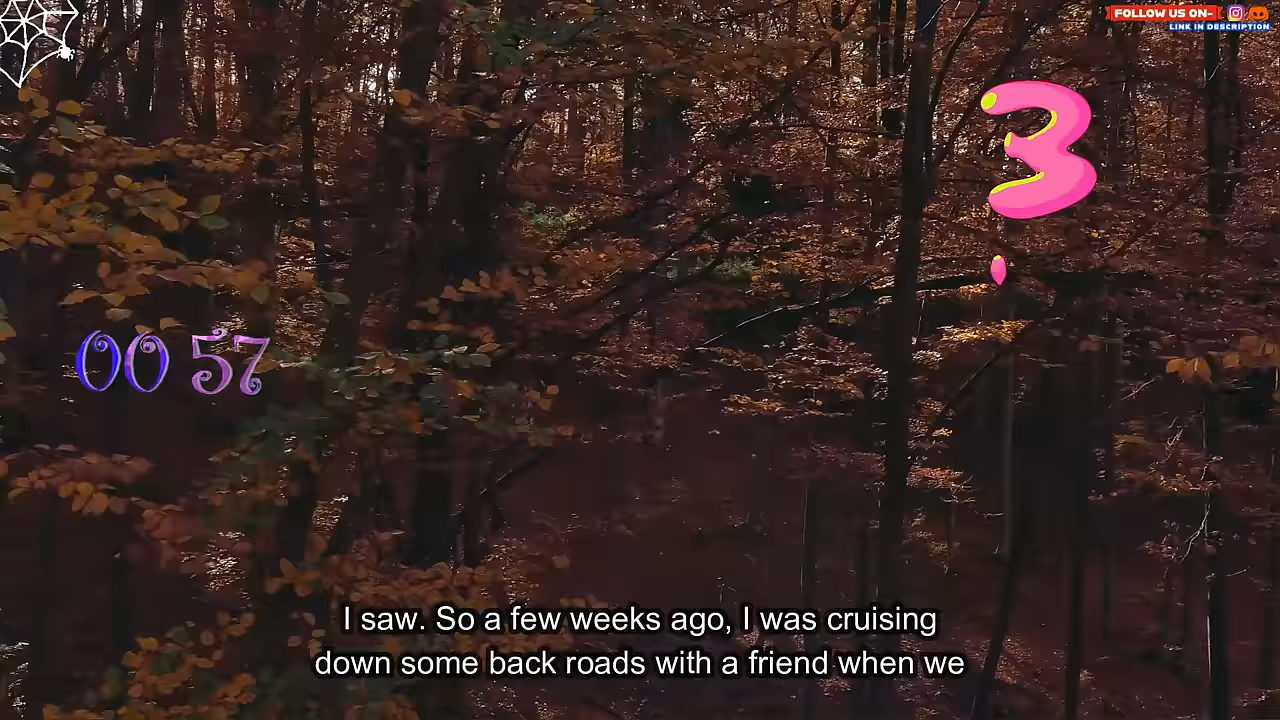 FOLLOW US ON-
LINK IN DESCRIPTION
3
00 57
I saw. So a few weeks ago, I was cruising
down some back roads with a friend when we